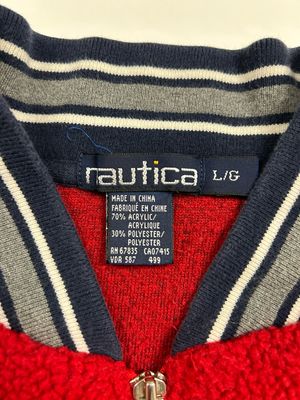 nautica L/G
MADE IN CHINA
FABRIQUÉ EN CHINE
70% ACRYLIC/
ACRYLIQUE
30% POLYESTER/
POLYESTER
RN 67835 CA07415
VDR 587 499